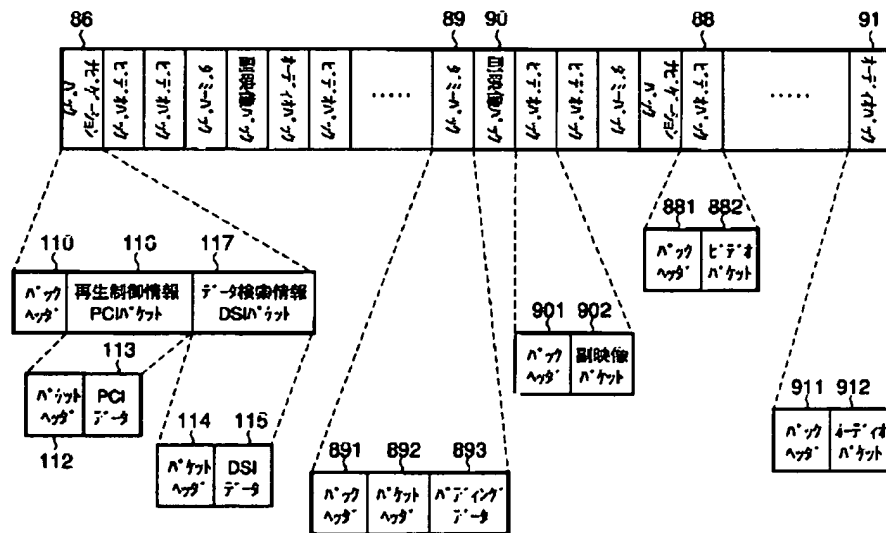 86
89
90
88
91
ナビゲーション
パック
ビデオパック
ビデオパック
ダミーパック
副映像パック
オーディオパック
ビデオパック
.....
ダミーパック
副映像パック
ビデオパック
ビデオパック
ダミーパック
ナビゲーション
パック
ビデオパック
.....
オーディオパック
881
882
パック
ヘッダ
ビデオ
パケット
110
116
117
パック
ヘッダ
再生制御情報
PCIパケット
データ検索情報
DSIパケット
901
902
パック
ヘッダ
副映像
パケット
113
パケット
ヘッダ
PCI
データ
112
114
115
パケット
ヘッダ
DSI
データ
911
912
パック
ヘッダ
オーディオ
パケット
891
892
893
パック
ヘッダ
パケット
ヘッダ
パディング
データ